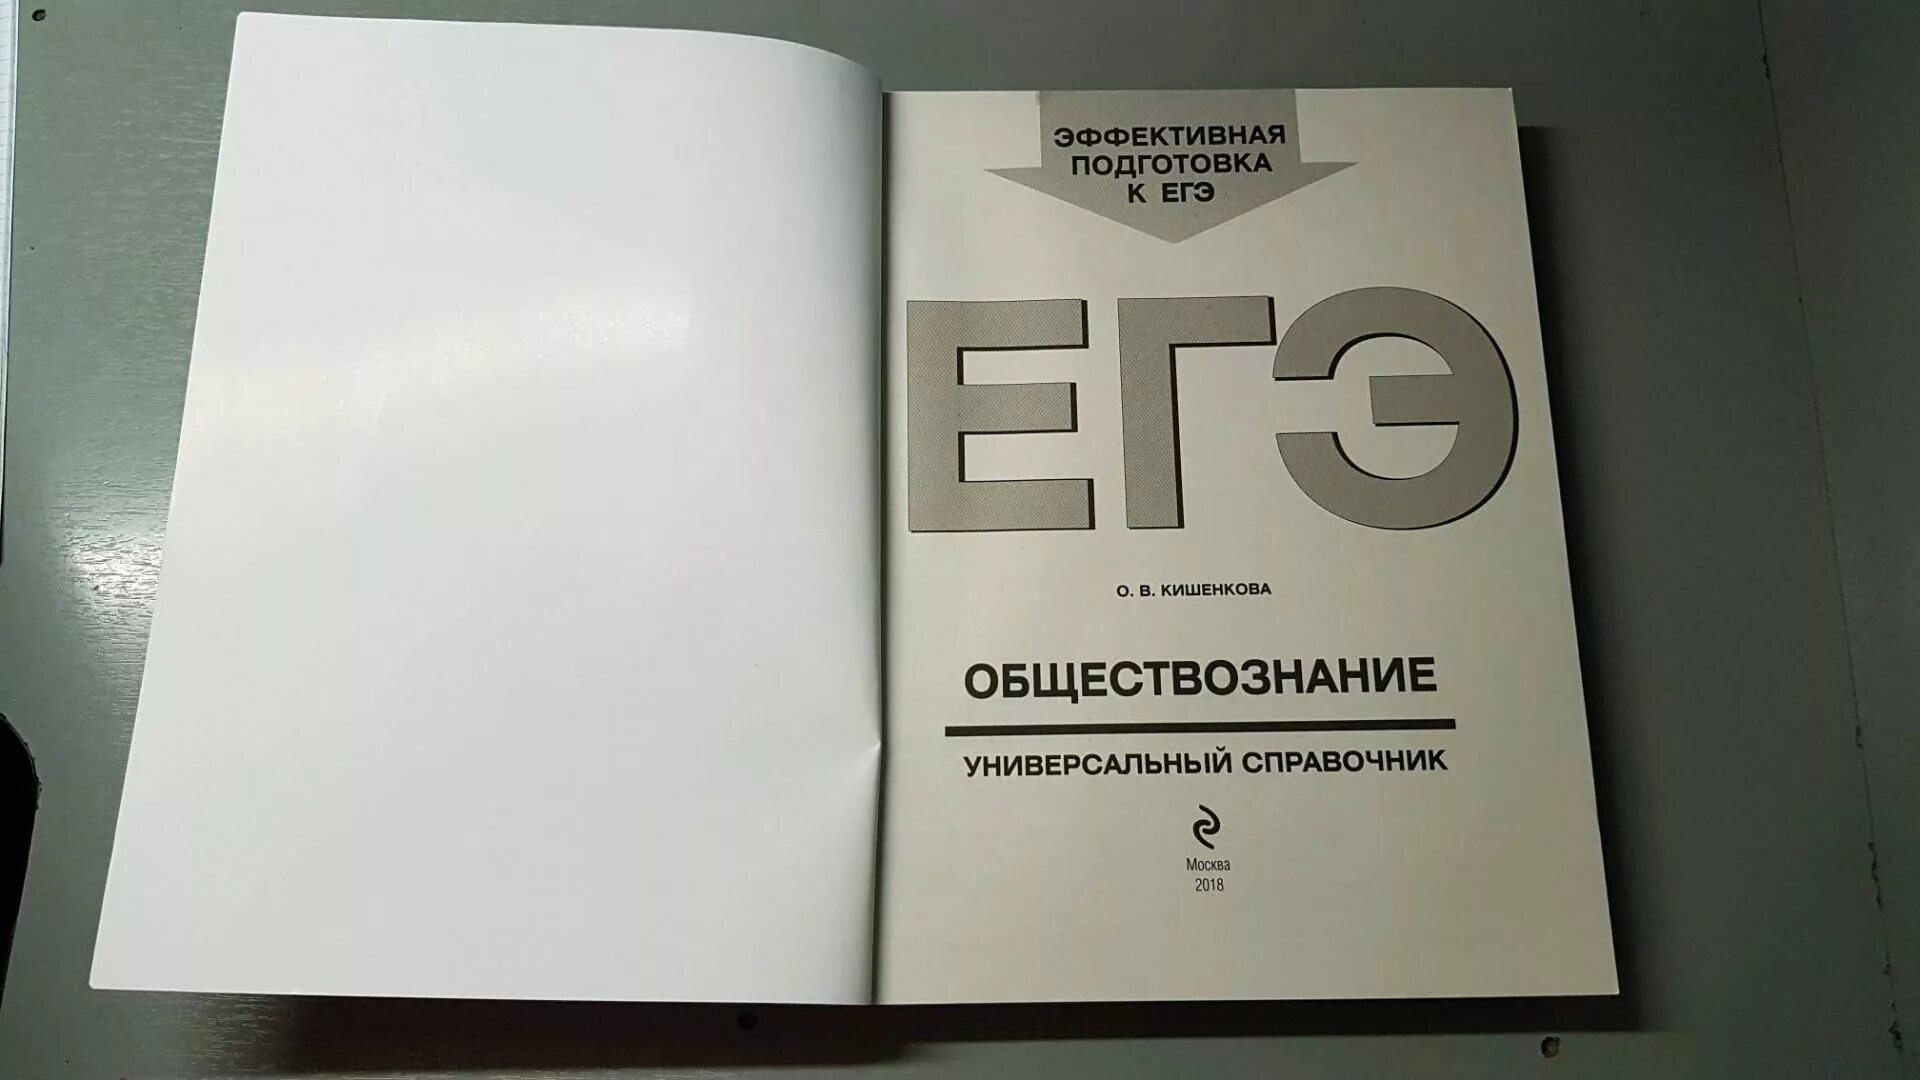 ЭФФЕКТИВНАЯ
ПОДГОТОВКА
К ЕГЭ
ЕГЭ
О. В. КИШЕНКОВА
ОБЩЕСТВОЗНАНИЕ
УНИВЕРСАЛЬНЫЙ СПРАВОЧНИК
Москва
2018